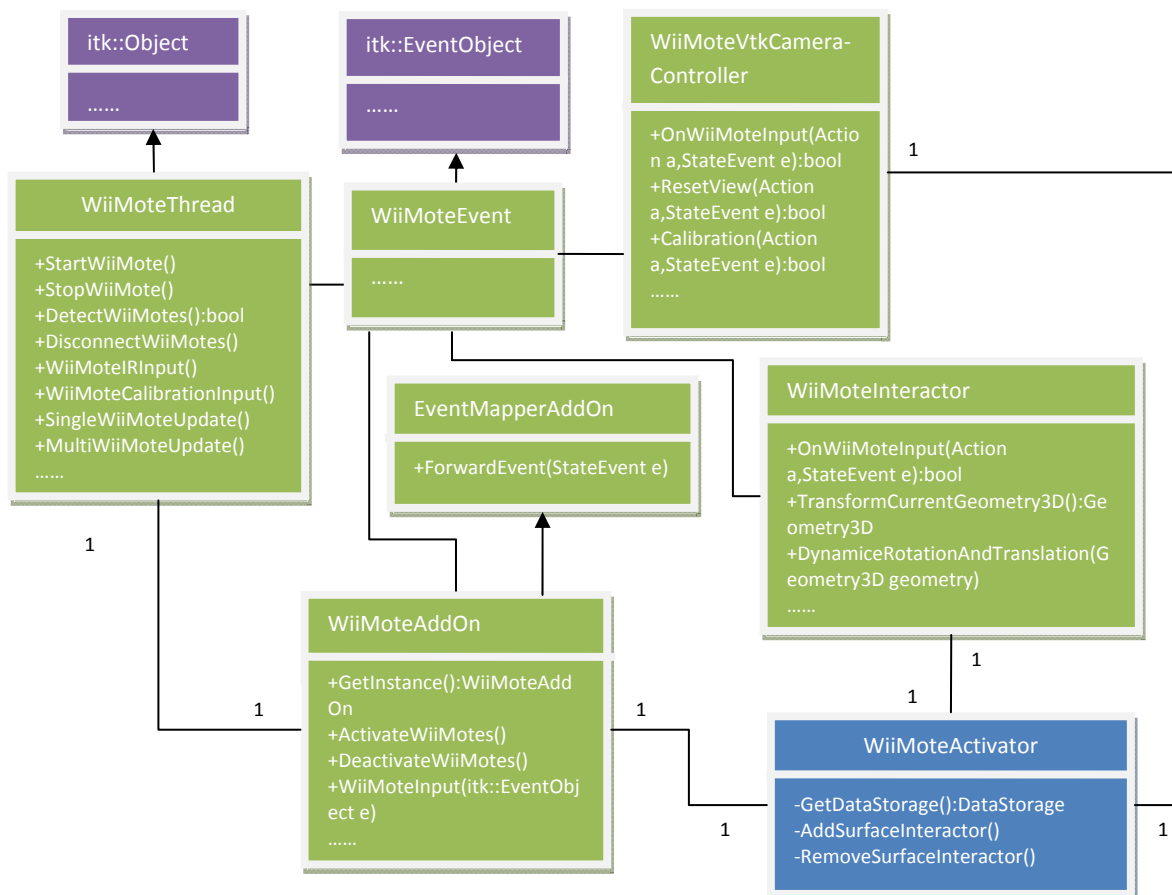 itk::Object
……
itk::EventObject
……
WiiMoteVtkCamera-
Controller
+OnWiiMoteInput(Actio
n a,StateEvent e):bool
+ResetView(Action
a,StateEvent e):bool
+Calibration(Action
a,StateEvent e):bool
……
1
WiiMoteThread
+StartWiiMote()
+StopWiiMote()
+DetectWiiMotes():bool
+DisconnectWiiMotes()
+WiiMoteIRInput()
+WiiMoteCalibrationInput()
+SingleWiiMoteUpdate()
+MultiWiiMoteUpdate()
……
WiiMoteEvent
……
EventMapperAddOn
+ForwardEvent(StateEvent e)
WiiMoteInteractor
+OnWiiMoteInput(Action
a,StateEvent e):bool
+TransformCurrentGeometry3D():Ge
ometry3D
+DynamiceRotationAndTranslation(G
eometry3D geometry)
……
1
1
1
WiiMoteAddOn
+GetInstance():WiiMoteAdd
On
+ActivateWiiMotes()
+DeactivateWiiMotes()
+WiiMoteInput(itk::EventObj
ect e)
……
1
1
WiiMoteActivator
-GetDataStorage():DataStorage
-AddSurfaceInteractor()
-RemoveSurfaceInteractor()
1
1